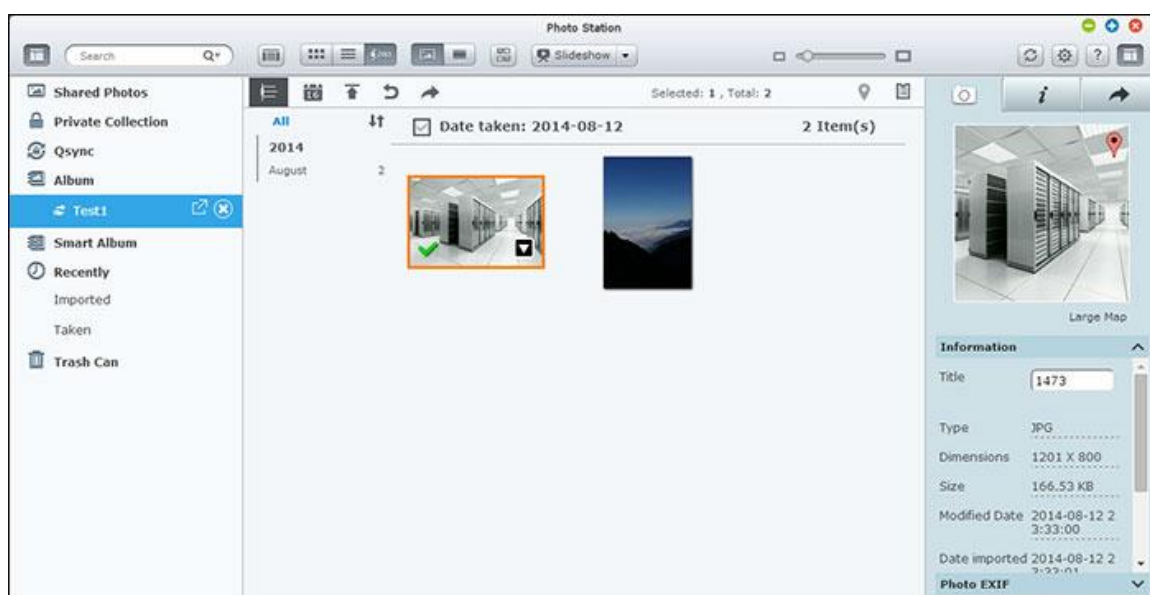 Photo Station
Search
Slideshow
?
Shared Photos
Private Collection
Qsync
Album
Test1
Smart Album
Recently
Imported
Taken
Trash Can
Selected: 1 , Total: 2
All
2014
August 2
Date taken: 2014-08-12 2 Item(s)
i
Large Map
Information
Title 1473
Type JPG
Dimensions 1201 X 800
Size 166.53 KB
Modified Date 2014-08-12 2
3:33:00
Date imported 2014-08-12 2
Photo EXIF